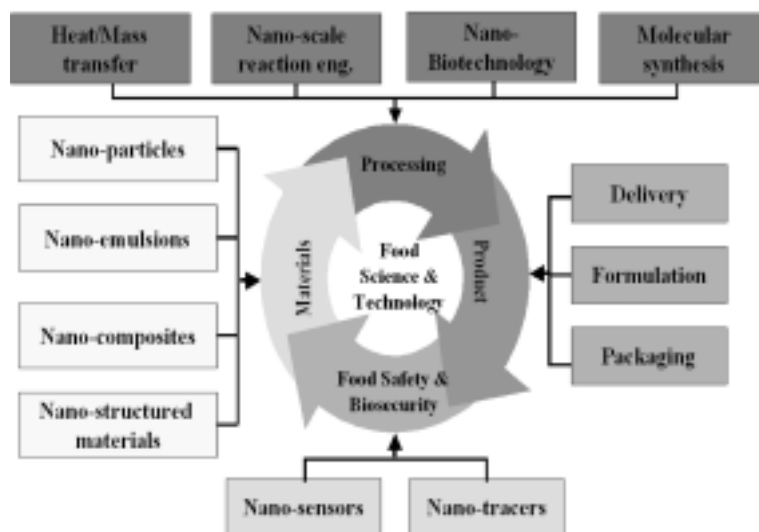 Heat/Mass
transfer
Nano-scale
reaction eng.
Nano-
Biotechnology
Molecular
synthesis
Nano-particles
Nano-emulsions
Nano-composites
Nano-structured
materials
Processing
Materials
Food
Science &
Technology
Product
Food Safety &
Biosecurity
Delivery
Formulation
Packaging
Nano-sensors
Nano-tracers